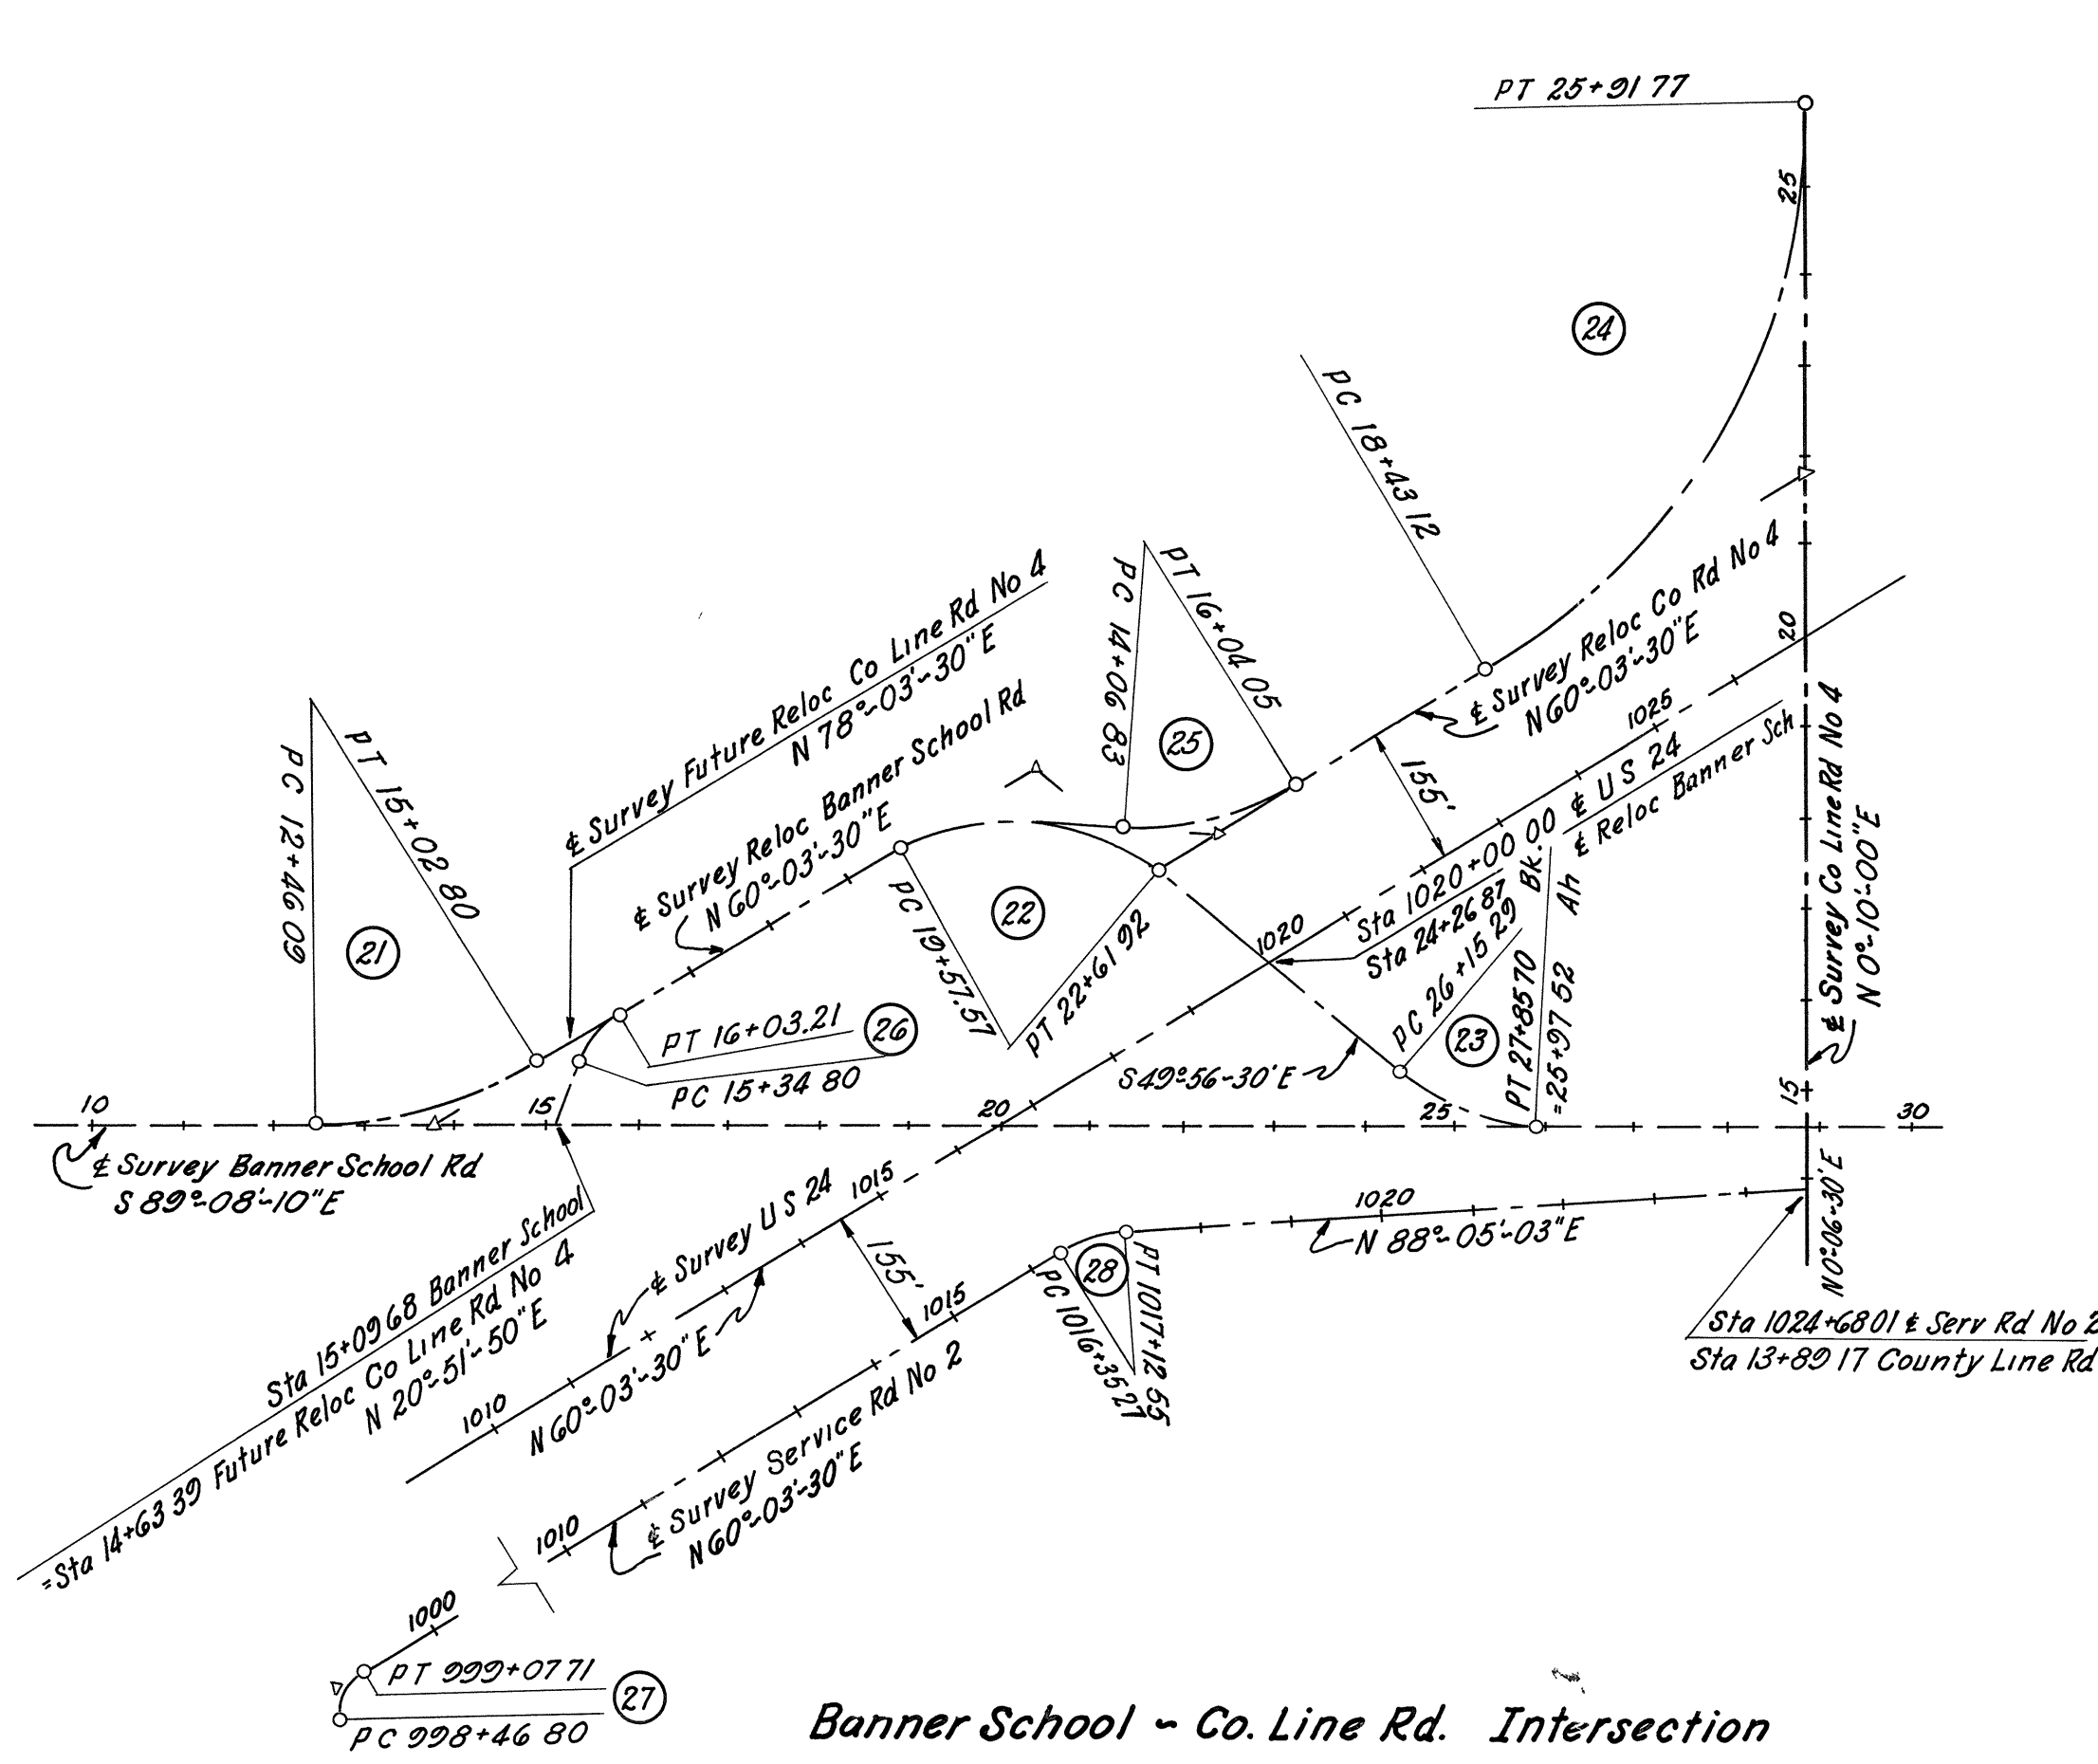 PT 25+91 77
25
24
PC 18+43 12
℄ Survey Reloc Co Rd No 4
N 60°~03'~30"E
℄ Survey Future Reloc Co Line Rd No 4
N 78°~03'~30"E
℄ Survey Reloc Banner School Rd
N 60°~03'~30"E
PC 14+06 83
PT 16+04 05
25
155'
1025
20
PC 12+46 09
PT 15+02 80
21
PC 19+57.57
22
PT 22+61 92
1020
Sta 1020+00 00 ℄ US 24
Sta 24+26 87 ℄ Reloc Banner Sch
PC 26+15 29
23
PT 27+85 70 Bk.
=25+97 52 Ah
℄ Survey Co Line Rd No 4
N 0°~10'~00"E
PT 16+03.21
26
PC 15+34 80
S49°~56~30'E
10
15
20
25
15
30
℄ Survey Banner School Rd
S 89°~08'~10"E
Sta 15+09 68 Banner School
=Sta 14+63 39 Future Reloc Co Line Rd No 4
N 20°~51'~50"E
℄ Survey US 24
1015
N 60°~03'~30"E
1010
155'
1015
PC 1016+35 27
28
PT 1017+12 55
1020
N 88°~05'~03"E
N0°~06~30'E
Sta 1024+68 01 ℄ Serv Rd No 2
Sta 13+89 17 County Line Rd
1010
℄ Survey Service Rd No 2
N 60°~03'~30"E
1000
PT 999+07 71
27
PC 998+46 80
Banner School ~ Co. Line Rd. Intersection